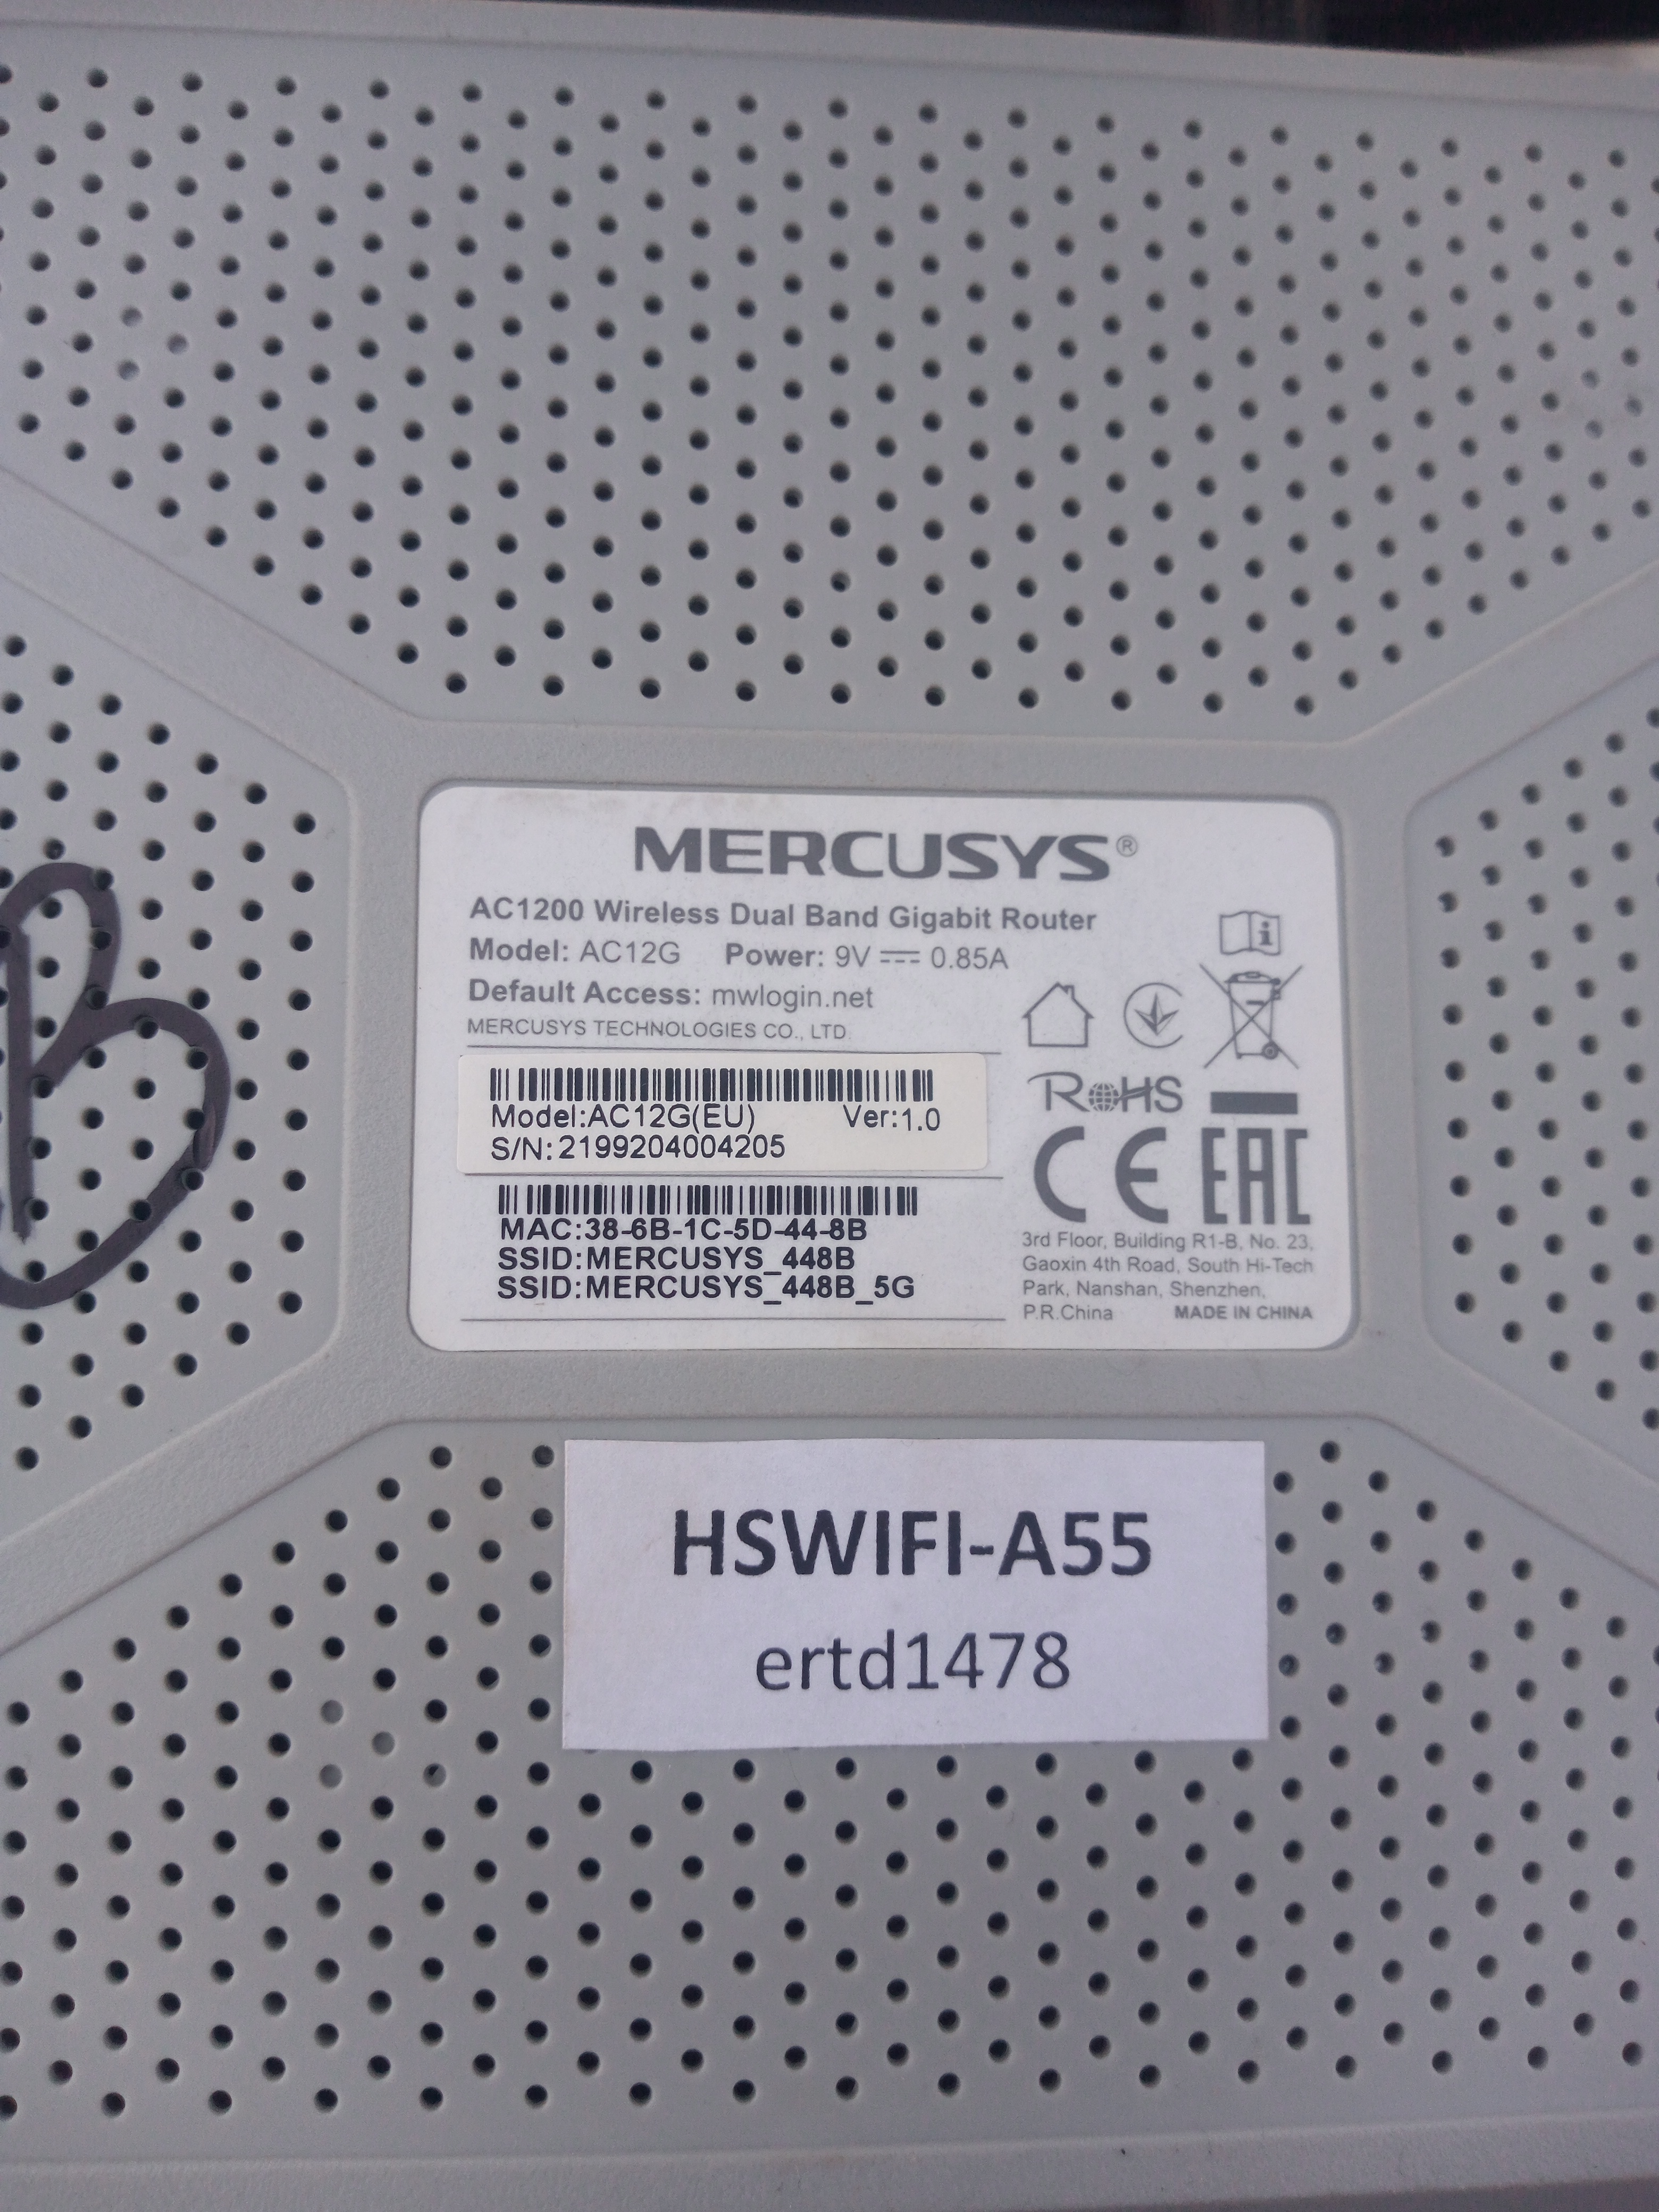 MERCUSYS®
AC1200 Wireless Dual Band Gigabit Router
Model: AC12G Power: 9V ⎓ 0.85A
Default Access: mwlogin.net
MERCUSYS TECHNOLOGIES CO., LTD.
Model:AC12G(EU) Ver:1.0
S/N:2199204004205
MAC:38-6B-1C-5D-44-8B
SSID:MERCUSYS_448B
SSID:MERCUSYS_448B_5G
i
RoHS
CE EAC
3rd Floor, Building R1-B, No. 23,
Gaoxin 4th Road, South Hi-Tech
Park, Nanshan, Shenzhen,
P.R.China MADE IN CHINA
B
HSWIFI-A55
ertd1478